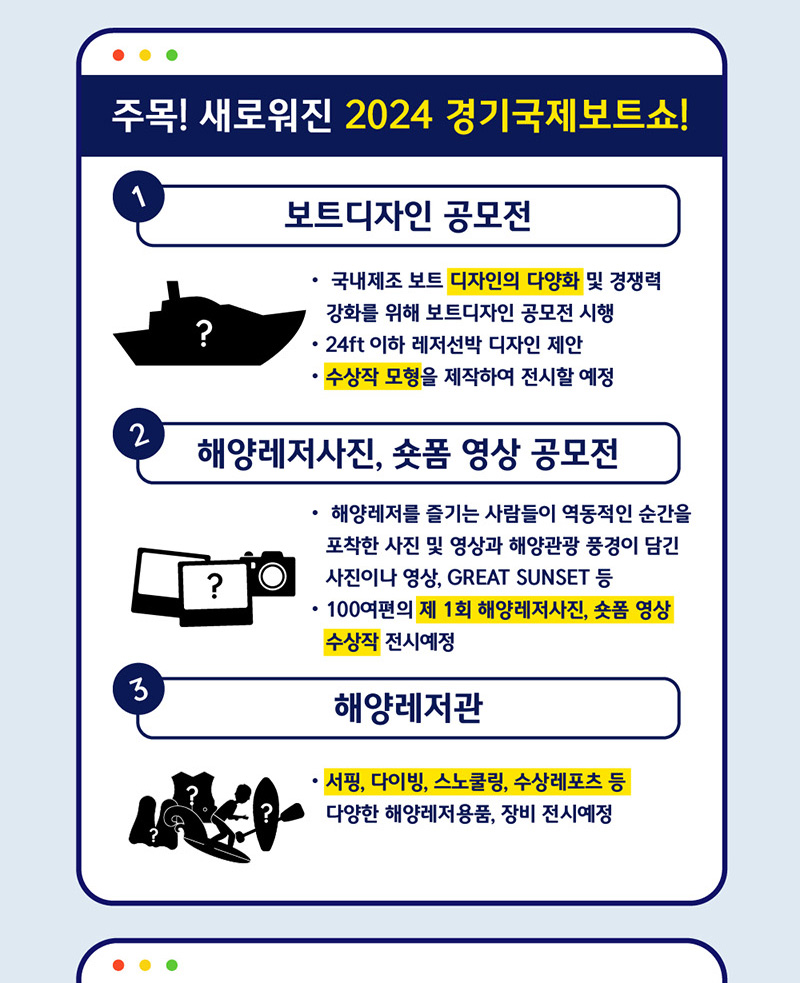 주목! 새로워진 2024 경기국제보트쇼!
1
보트디자인 공모전
?
• 국내제조 보트 디자인의 다양화 및 경쟁력
강화를 위해 보트디자인 공모전 시행
• 24ft 이하 레저선박 디자인 제안
• 수상작 모형을 제작하여 전시할 예정
2
해양레저사진, 숏폼 영상 공모전
?
• 해양레저를 즐기는 사람들이 역동적인 순간을
포착한 사진 및 영상과 해양관광 풍경이 담긴
사진이나 영상, GREAT SUNSET 등
• 100여편의 제 1회 해양레저사진, 숏폼 영상
수상작 전시예정
3
해양레저관
? ? ?
• 서핑, 다이빙, 스노쿨링, 수상레포츠 등
다양한 해양레저용품, 장비 전시예정